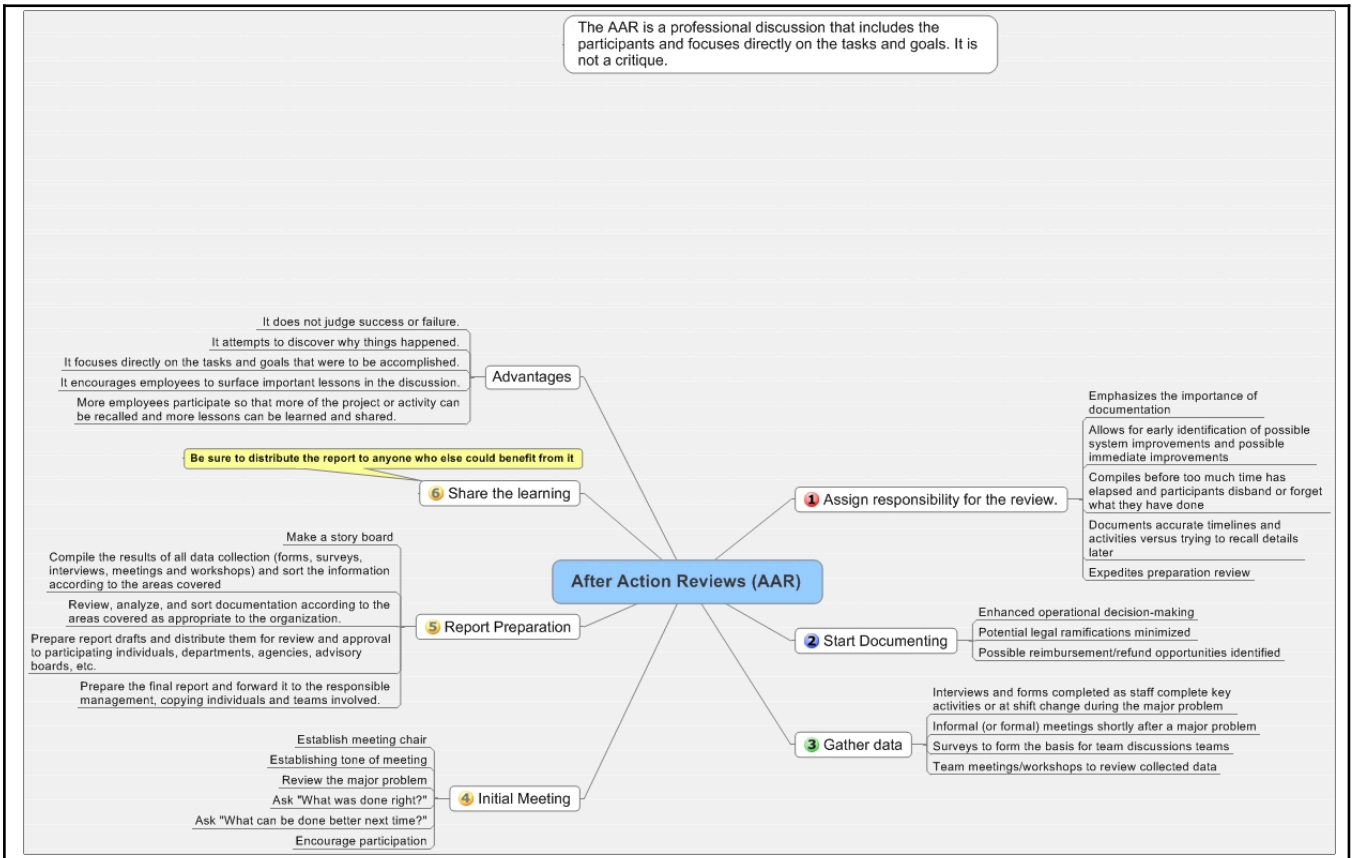 The AAR is a professional discussion that includes the
participants and focuses directly on the tasks and goals. It is
not a critique.
It does not judge success or failure.
It attempts to discover why things happened.
It focuses directly on the tasks and goals that were to be accomplished.
It encourages employees to surface important lessons in the discussion.
More employees participate so that more of the project or activity can
be recalled and more lessons can be learned and shared.
Advantages
Be sure to distribute the report to anyone who else could benefit from it
6 Share the learning
Make a story board
Compile the results of all data collection (forms, surveys,
interviews, meetings and workshops) and sort the information
according to the areas covered
Review, analyze, and sort documentation according to the
areas covered as appropriate to the organization.
Prepare report drafts and distribute them for review and approval
to participating individuals, departments, agencies, advisory
boards, etc.
Prepare the final report and forward it to the responsible
management, copying individuals and teams involved.
5 Report Preparation
Establish meeting chair
Establishing tone of meeting
Review the major problem
Ask "What was done right?"
Ask "What can be done better next time?"
Encourage participation
4 Initial Meeting
After Action Reviews (AAR)
1 Assign responsibility for the review.
Emphasizes the importance of
documentation
Allows for early identification of possible
system improvements and possible
immediate improvements
Compiles before too much time has
elapsed and participants disband or forget
what they have done
Documents accurate timelines and
activities versus trying to recall details
later
Expedites preparation review
2 Start Documenting
Enhanced operational decision-making
Potential legal ramifications minimized
Possible reimbursement/refund opportunities identified
3 Gather data
Interviews and forms completed as staff complete key
activities or at shift change during the major problem
Informal (or formal) meetings shortly after a major problem
Surveys to form the basis for team discussions teams
Team meetings/workshops to review collected data